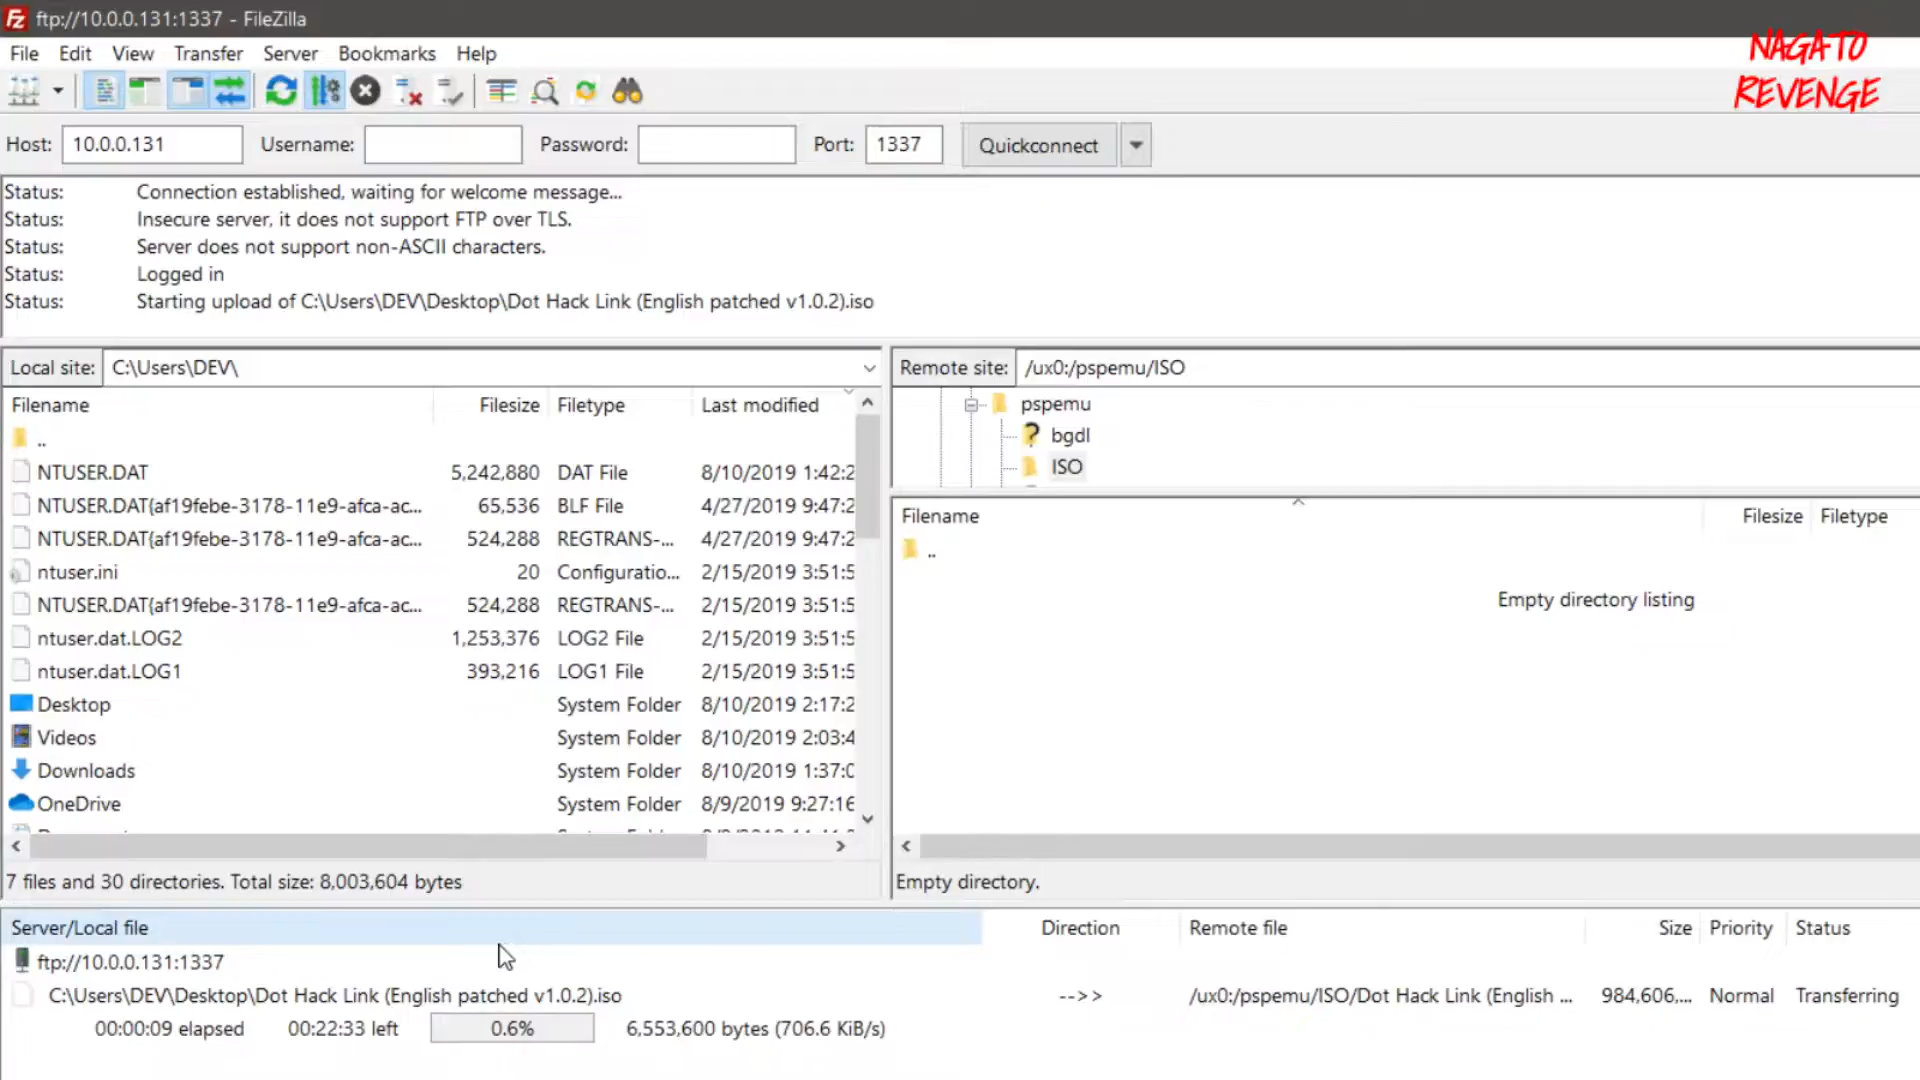 ftp://10.0.0.131:1337 - FileZilla
File Edit View Transfer Server Bookmarks Help
NAGATO
REVENGE
Host: 10.0.0.131 Username: Password: Port: 1337 Quickconnect
Status: Connection established, waiting for welcome message...
Status: Insecure server, it does not support FTP over TLS.
Status: Server does not support non-ASCII characters.
Status: Logged in
Status: Starting upload of C:\Users\DEV\Desktop\Dot Hack Link (English patched v1.0.2).iso
Local site: C:\Users\DEV\
Filename Filesize Filetype Last modified
..
NTUSER.DAT 5,242,880 DAT File 8/10/2019 1:42:2
NTUSER.DAT{af19febe-3178-11e9-afca-ac... 65,536 BLF File 4/27/2019 9:47:2
NTUSER.DAT{af19febe-3178-11e9-afca-ac... 524,288 REGTRANS-... 4/27/2019 9:47:2
ntuser.ini 20 Configuratio... 2/15/2019 3:51:5
NTUSER.DAT{af19febe-3178-11e9-afca-ac... 524,288 REGTRANS-... 2/15/2019 3:51:5
ntuser.dat.LOG2 1,253,376 LOG2 File 2/15/2019 3:51:5
ntuser.dat.LOG1 393,216 LOG1 File 2/15/2019 3:51:5
Desktop System Folder 8/10/2019 2:17:2
Videos System Folder 8/10/2019 2:03:4
Downloads System Folder 8/10/2019 1:37:0
OneDrive System Folder 8/9/2019 9:27:16
7 files and 30 directories. Total size: 8,003,604 bytes
Remote site: /ux0:/pspemu/ISO
pspemu
bgdl
ISO
Filename Filesize Filetype
..
Empty directory listing
Empty directory.
Server/Local file Direction Remote file Size Priority Status
ftp://10.0.0.131:1337
C:\Users\DEV\Desktop\Dot Hack Link (English patched v1.0.2).iso -->> /ux0:/pspemu/ISO/Dot Hack Link (English ... 984,606,... Normal Transferring
00:00:09 elapsed 00:22:33 left 0.6% 6,553,600 bytes (706.6 KiB/s)